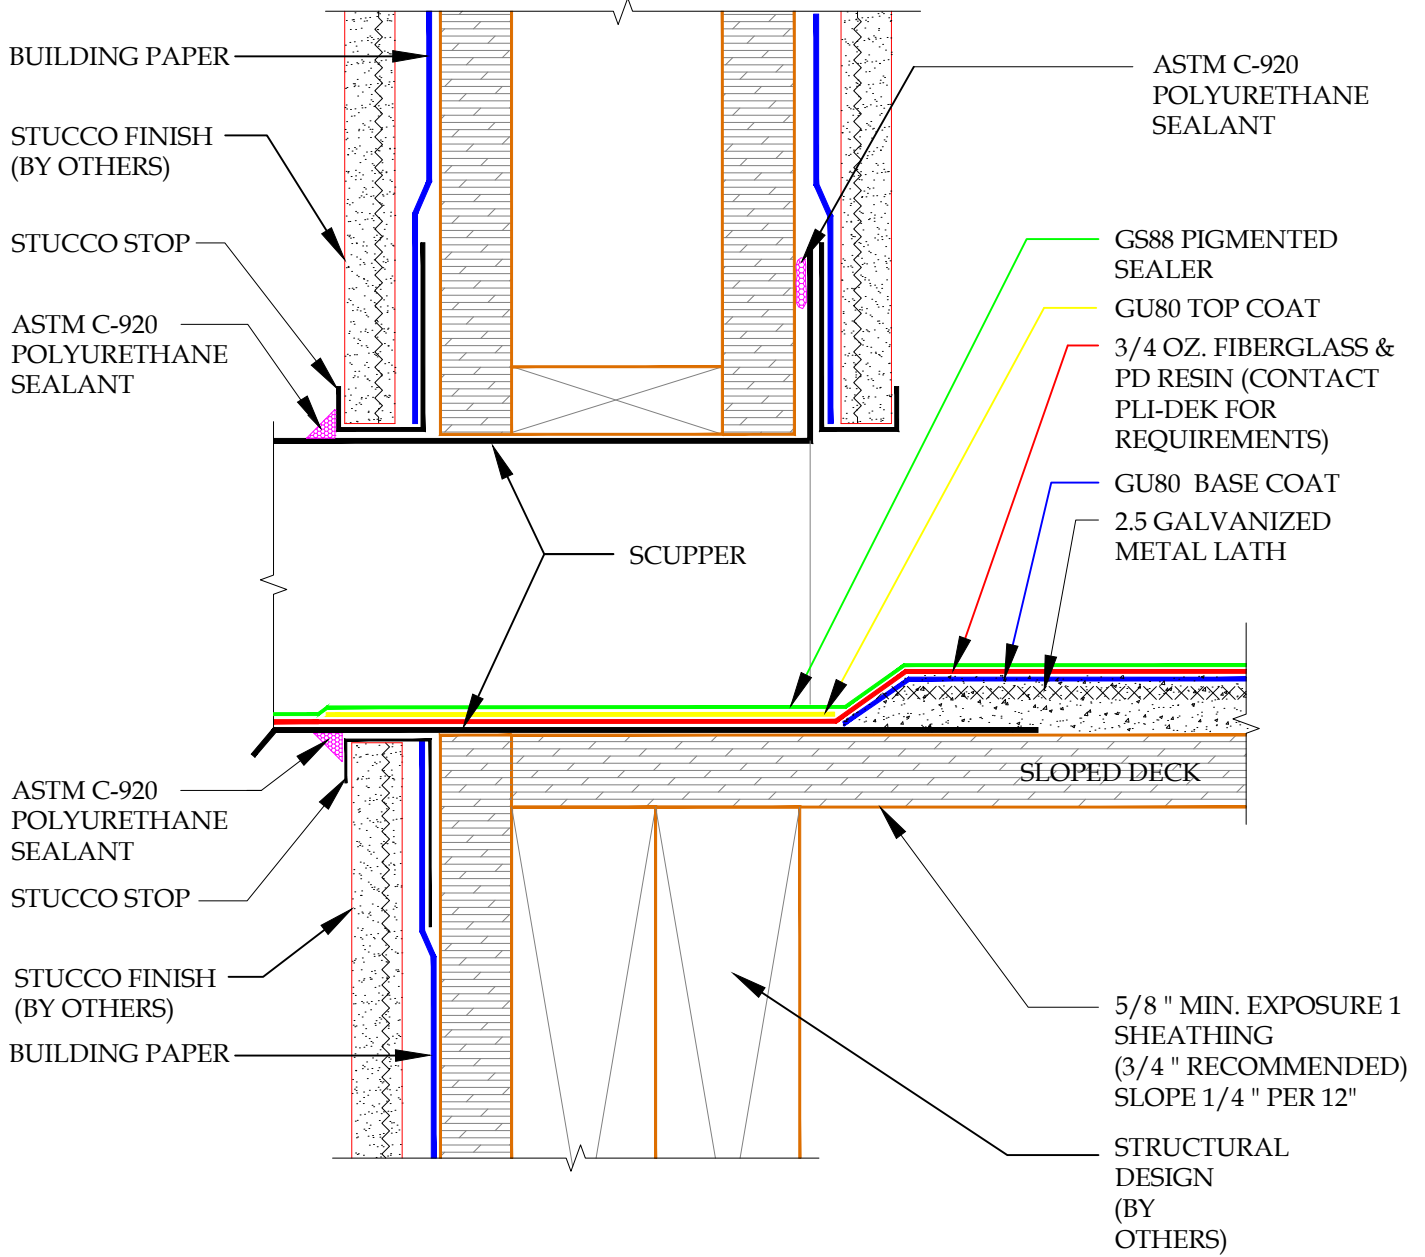 BUILDING PAPER
STUCCO FINISH
(BY OTHERS)
STUCCO STOP
ASTM C-920
POLYURETHANE
SEALANT
ASTM C-920
POLYURETHANE
SEALANT
GS88 PIGMENTED
SEALER
GU80 TOP COAT
3/4 OZ. FIBERGLASS &
PD RESIN (CONTACT
PLI-DEK FOR
REQUIREMENTS)
GU80 BASE COAT
2.5 GALVANIZED
METAL LATH
SCUPPER
SLOPED DECK
ASTM C-920
POLYURETHANE
SEALANT
STUCCO STOP
STUCCO FINISH
(BY OTHERS)
BUILDING PAPER
5/8 " MIN. EXPOSURE 1
SHEATHING
(3/4 " RECOMMENDED)
SLOPE 1/4 " PER 12"
STRUCTURAL
DESIGN
(BY
OTHERS)